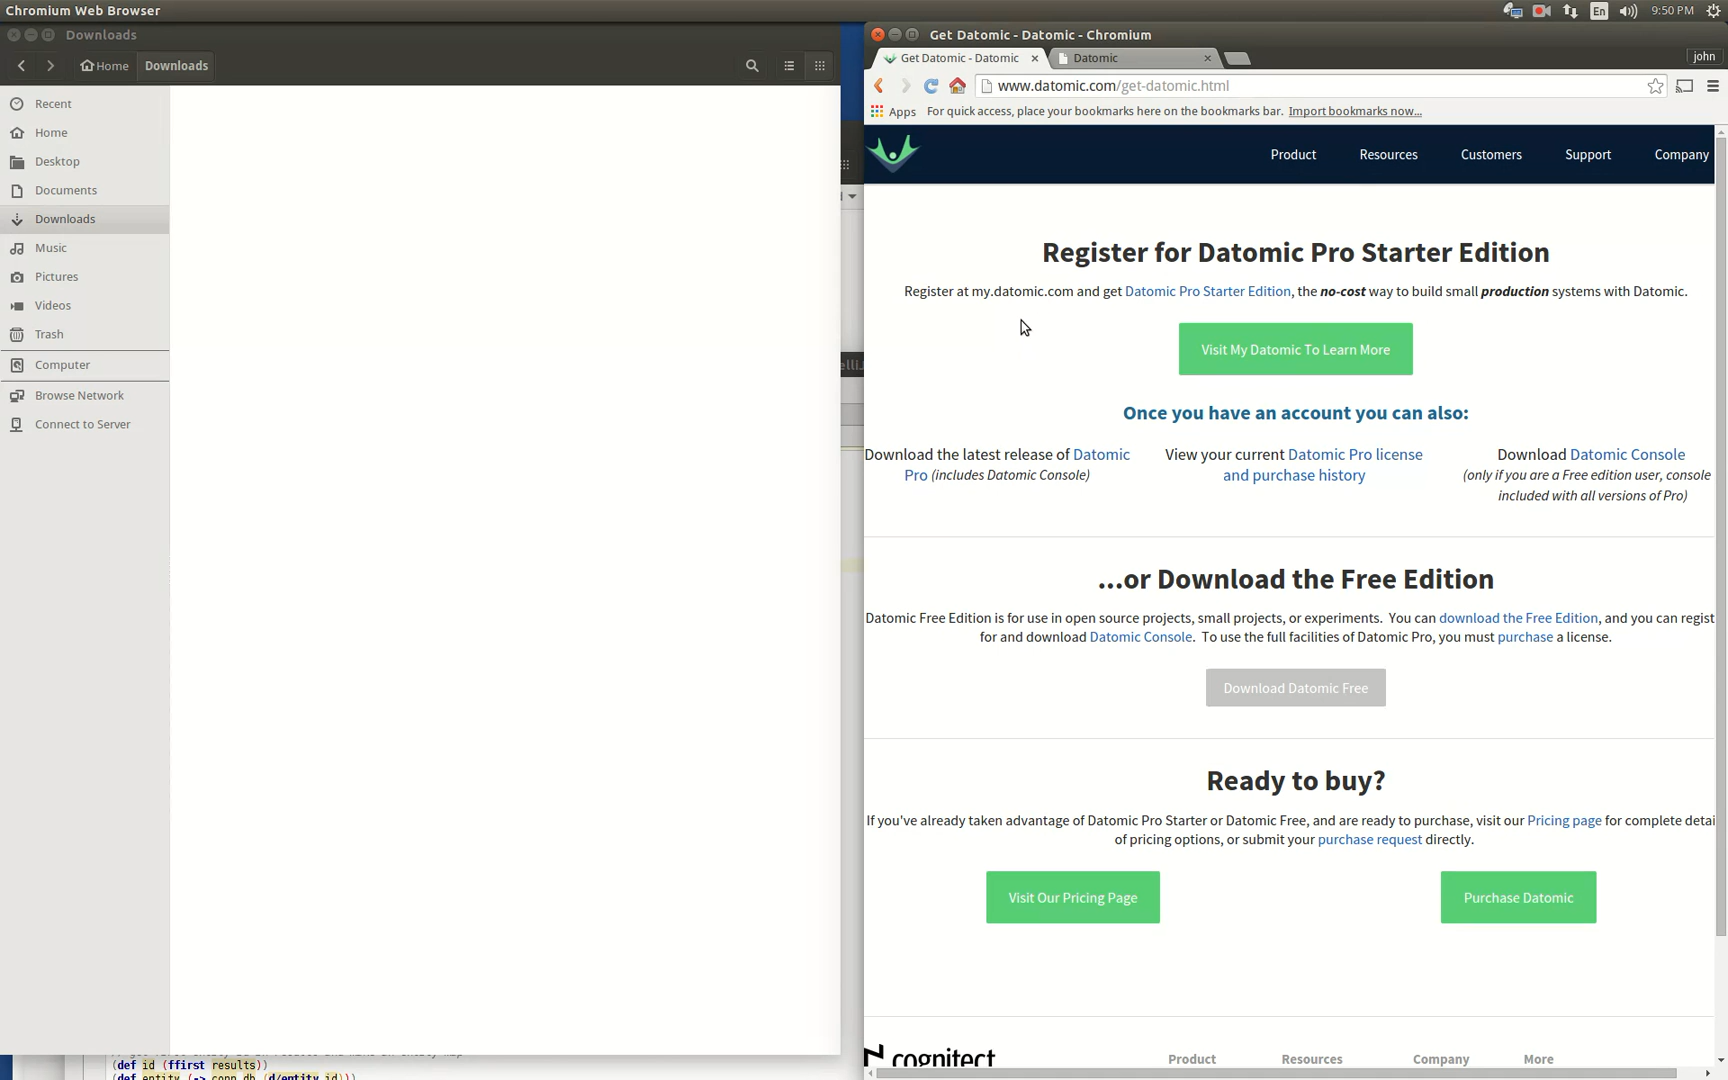 Chromium Web Browser
En
9:50 PM
Downloads
Home
Downloads
Recent
Home
Desktop
Documents
Downloads
Music
Pictures
Videos
Trash
Computer
Browse Network
Connect to Server
(def id (ffirst results))
(def entity (-> conn db (d/entity id)))
Get Datomic - Datomic - Chromium
Get Datomic - Datomic
Datomic
john
www.datomic.com/get-datomic.html
Apps
For quick access, place your bookmarks here on the bookmarks bar. Import bookmarks now...
Product Resources Customers Support Company
Register for Datomic Pro Starter Edition
Register at my.datomic.com and get Datomic Pro Starter Edition, the no-cost way to build small production systems with Datomic.
Visit My Datomic To Learn More
Once you have an account you can also:
Download the latest release of Datomic
Pro (includes Datomic Console)
View your current Datomic Pro license
and purchase history
Download Datomic Console
(only if you are a Free edition user, console
included with all versions of Pro)
...or Download the Free Edition
Datomic Free Edition is for use in open source projects, small projects, or experiments. You can download the Free Edition, and you can regist
for and download Datomic Console. To use the full facilities of Datomic Pro, you must purchase a license.
Download Datomic Free
Ready to buy?
If you've already taken advantage of Datomic Pro Starter or Datomic Free, and are ready to purchase, visit our Pricing page for complete detai
of pricing options, or submit your purchase request directly.
Visit Our Pricing Page
Purchase Datomic
cognitect
Product
Resources
Company
More